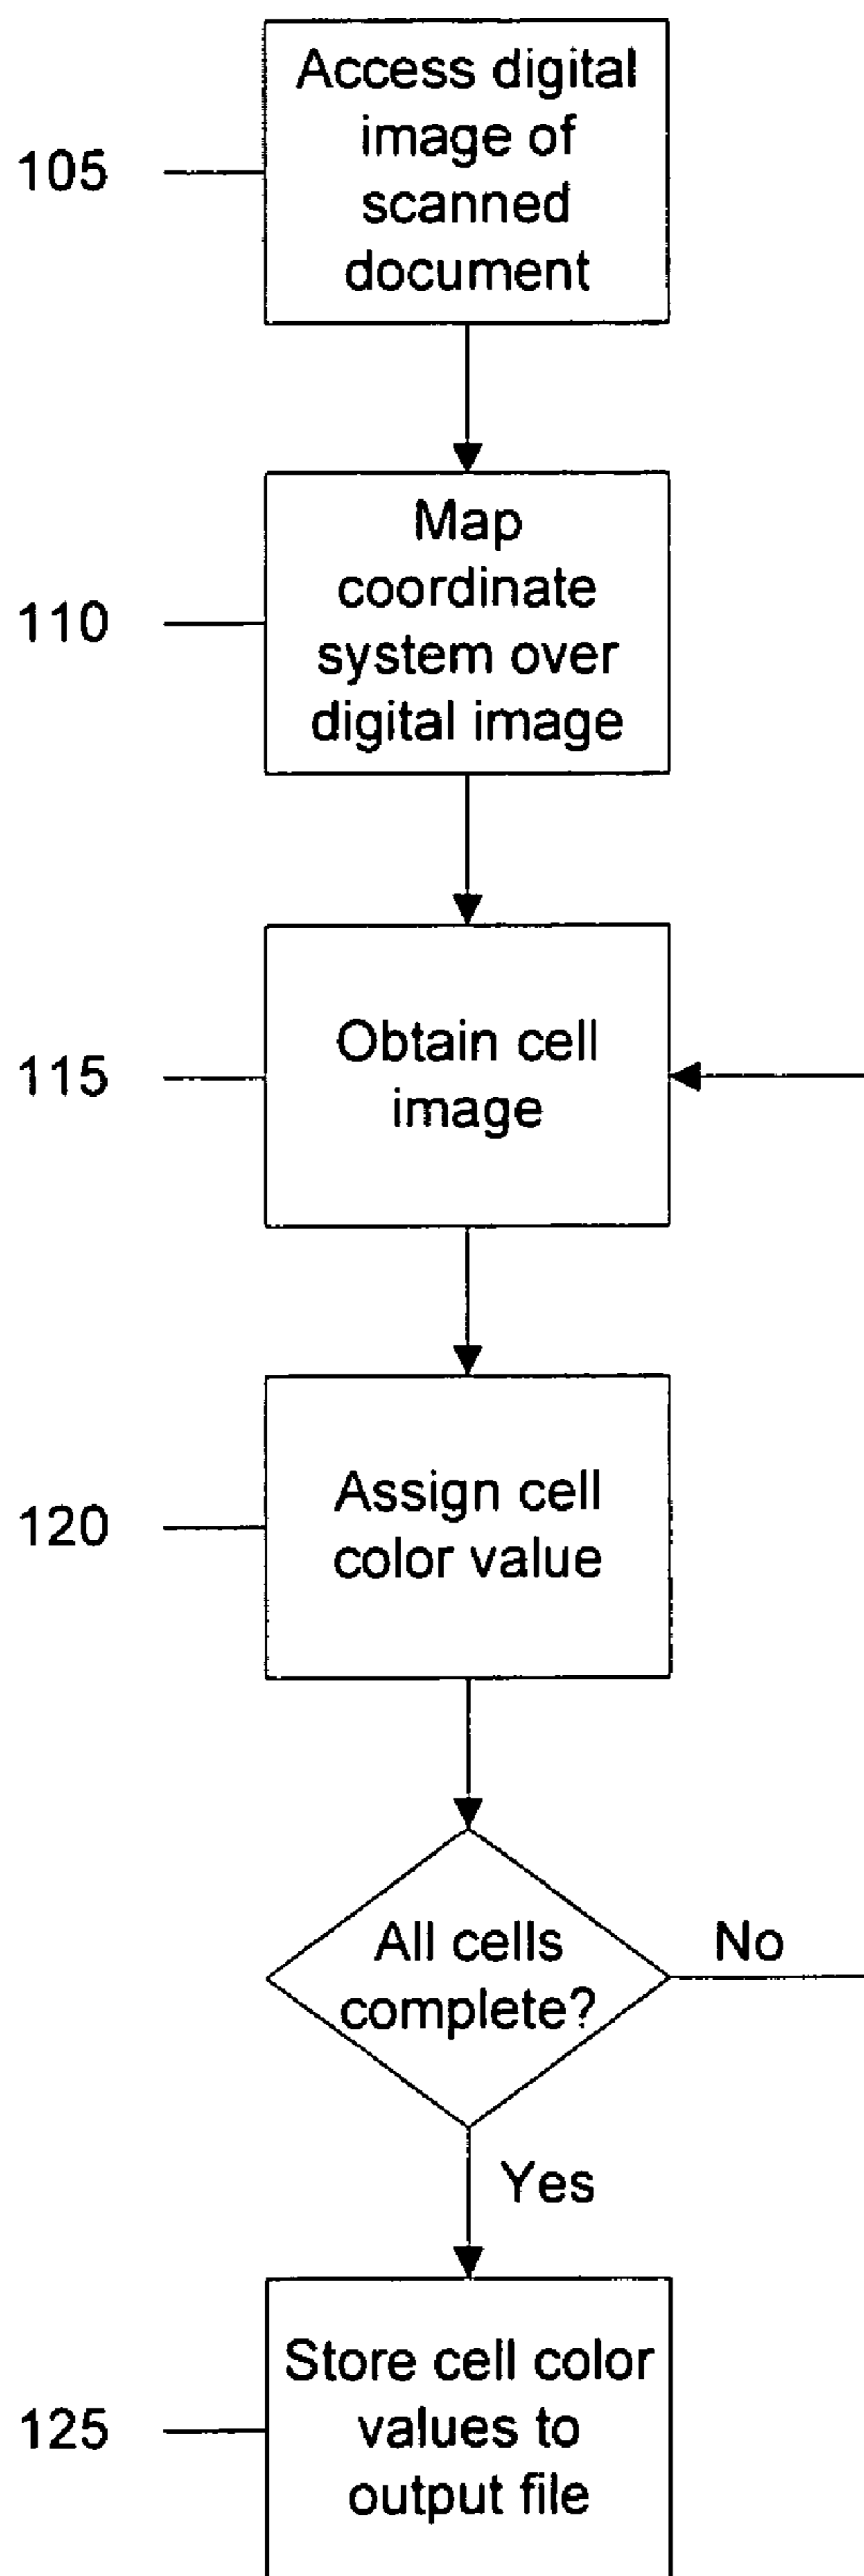 Access digital
image of
scanned
document
105
Map
coordinate
system over
digital image
110
Obtain cell
image
115
Assign cell
color value
120
All cells
complete?
No
Yes
Store cell color
values to
output file
125